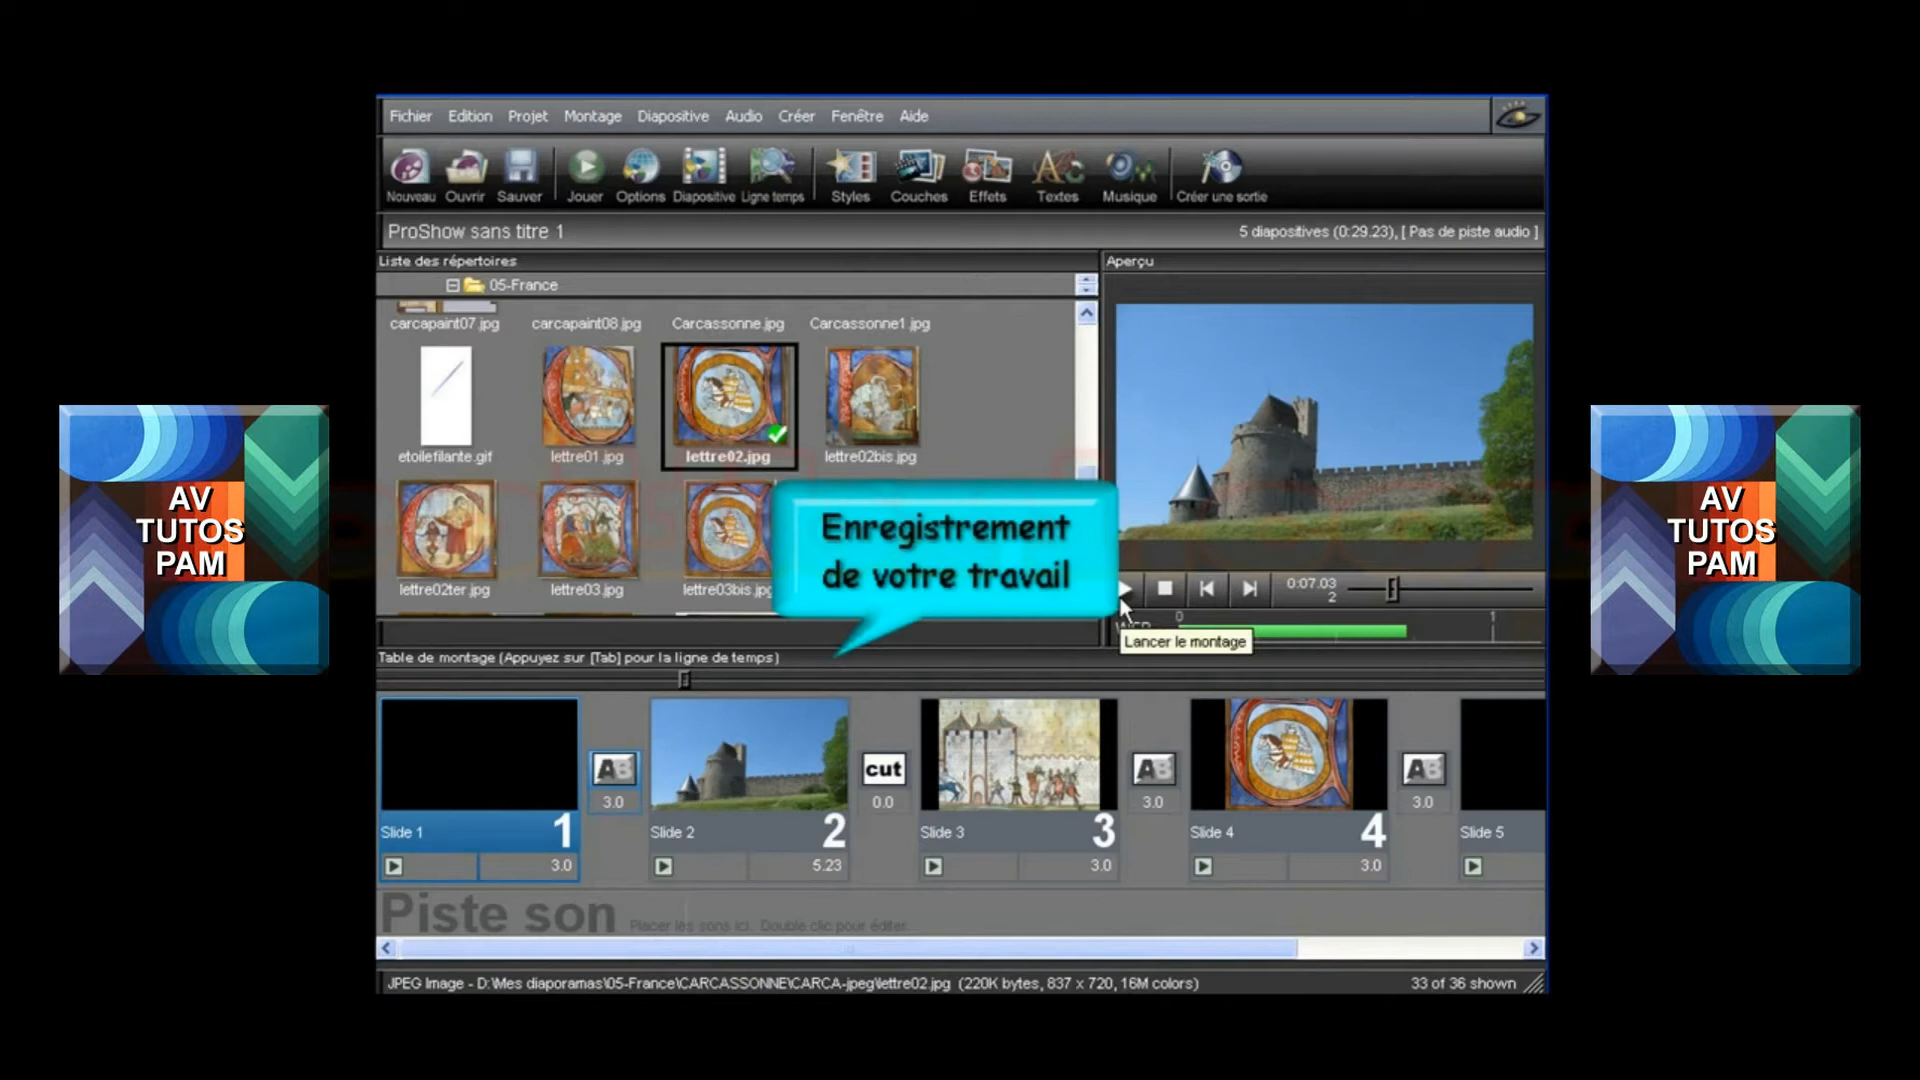 Fichier Edition Projet Montage Diapositive Audio Créer Fenêtre Aide
Nouveau Ouvrir Sauver Jouer Options Diapositive Ligne temps Styles Couches Effets Textes Musique Créer une sortie
ProShow sans titre 1
5 diapositives (0:29.23), [ Pas de piste audio ]
Liste des répertoires
Aperçu
05-France
carcapaint07.jpg carcapaint08.jpg Carcassonne.jpg Carcassonne1.jpg
etoilefilante.gif lettre01.jpg lettre02.jpg lettre02bis.jpg
lettre02ter.jpg lettre03.jpg lettre03bis.jpg
AV
TUTOS
PAM
Enregistrement
de votre travail
0:07.03
2
0 1
Lancer le montage
AV
TUTOS
PAM
Table de montage (Appuyez sur [Tab] pour la ligne de temps)
AB cut AB AB
3.0 0.0 3.0 3.0
Slide 1 1 Slide 2 2 Slide 3 3 Slide 4 4 Slide 5
3.0 5.23 3.0 3.0
Piste son Placer les sons ici. Double clic pour éditer...
JPEG Image - D:\Mes diaporamas\05-France\CARCASSONNE\CARCA-jpeg\lettre02.jpg (220K bytes, 837 x 720, 16M colors)
33 of 36 shown